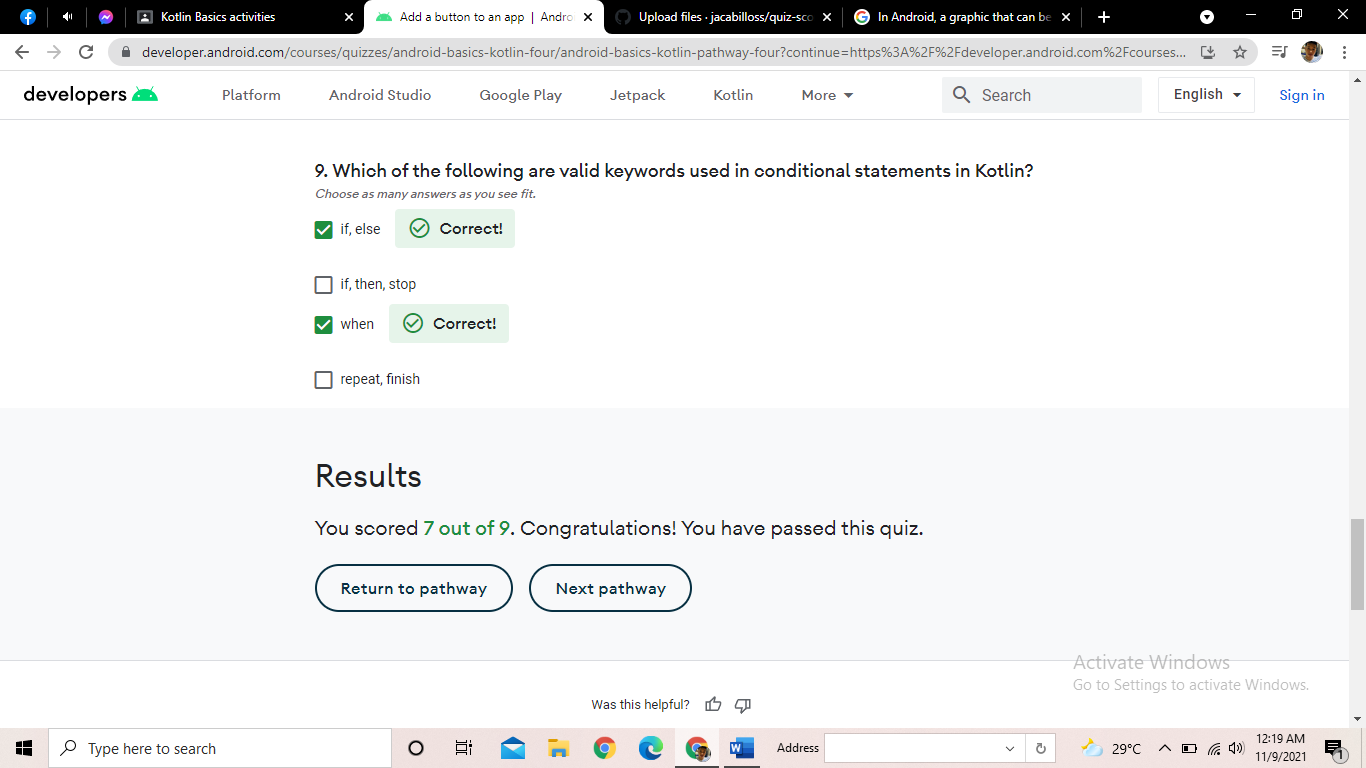 Kotlin Basics activities
Add a button to an app | Andro
Upload files · jacabilloss/quiz-sco
In Android, a graphic that can be
developer.android.com/courses/quizzes/android-basics-kotlin-four/android-basics-kotlin-pathway-four?continue=https%3A%2F%2Fdeveloper.android.com%2Fcourses...
developers
Platform
Android Studio
Google Play
Jetpack
Kotlin
More
Search
English
Sign in
9. Which of the following are valid keywords used in conditional statements in Kotlin?
Choose as many answers as you see fit.
if, else
Correct!
if, then, stop
when
Correct!
repeat, finish
Results
You scored 7 out of 9. Congratulations! You have passed this quiz.
Return to pathway
Next pathway
Activate Windows
Go to Settings to activate Windows.
Was this helpful?
Type here to search
Address
29°C
12:19 AM
11/9/2021
1